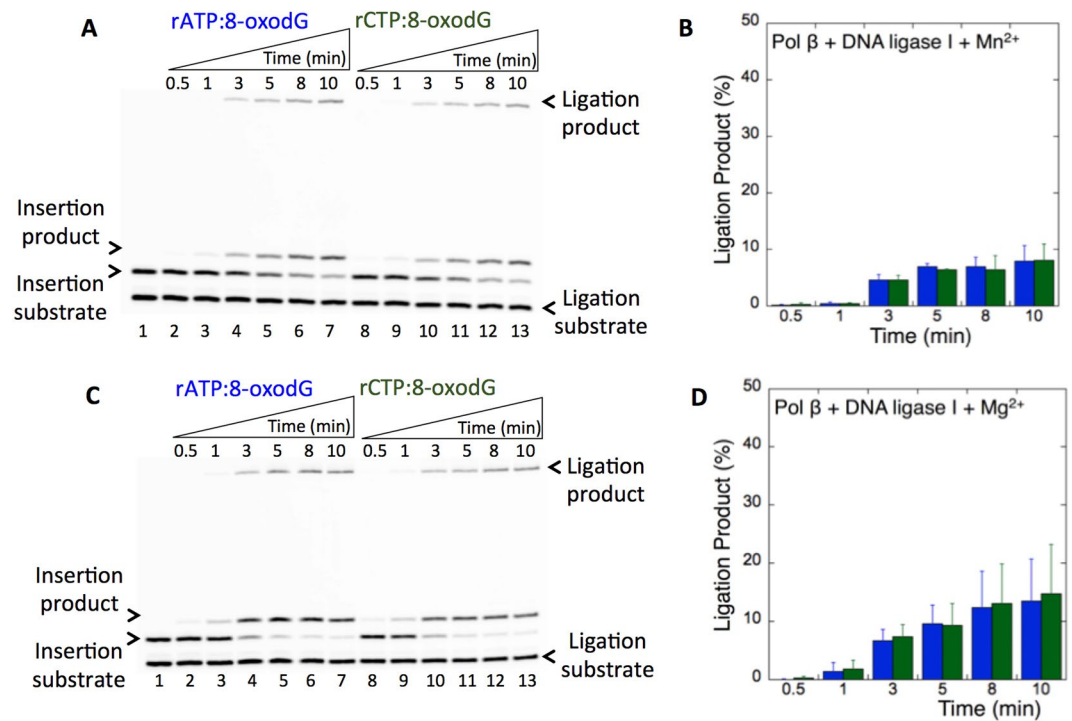 A
rATP:8-oxodG rCTP:8-oxodG
Time (min) Time (min)
0.5 1 3 5 8 10 0.5 1 3 5 8 10
Ligation
product
Insertion
product
Insertion
substrate
Ligation
substrate
1 2 3 4 5 6 7 8 9 10 11 12 13
B
Pol β + DNA ligase I + Mn²⁺
Ligation Product (%)
50
40
30
20
10
0
0.5 1 3 5 8 10
Time (min)
C
rATP:8-oxodG rCTP:8-oxodG
Time (min) Time (min)
0.5 1 3 5 8 10 0.5 1 3 5 8 10
Ligation
product
Insertion
product
Insertion
substrate
Ligation
substrate
1 2 3 4 5 6 7 8 9 10 11 12 13
D
Pol β + DNA ligase I + Mg²⁺
Ligation Product (%)
50
40
30
20
10
0
0.5 1 3 5 8 10
Time (min)